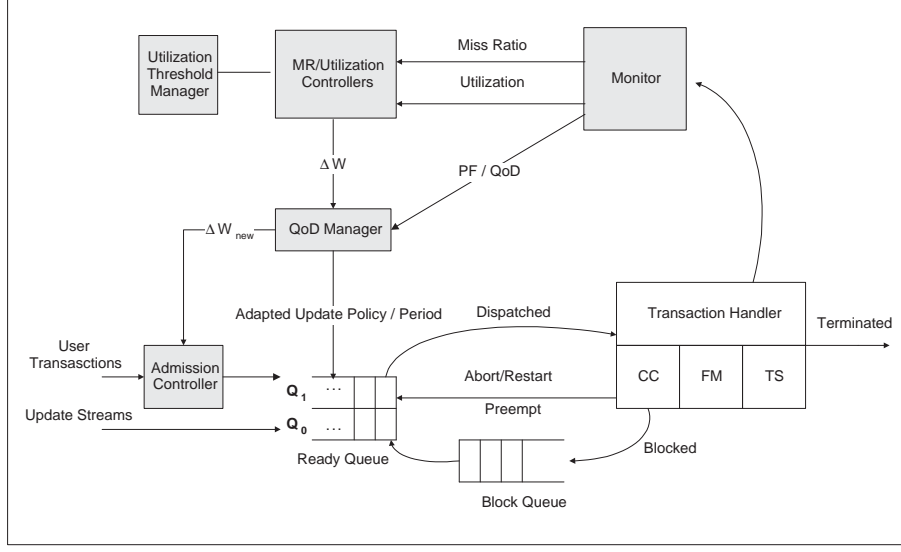 Utilization
Threshold
Manager
MR/Utilization
Controllers
Miss Ratio
Utilization
Monitor
Δ W
PF / QoD
QoD Manager
Δ W new
Adapted Update Policy / Period
Dispatched
Transaction Handler
Terminated
User
Transasctions
Admission
Controller
Q 1
...
Abort/Restart
CC
FM
TS
Preempt
Update Streams
Q 0
...
Ready Queue
Blocked
Block Queue